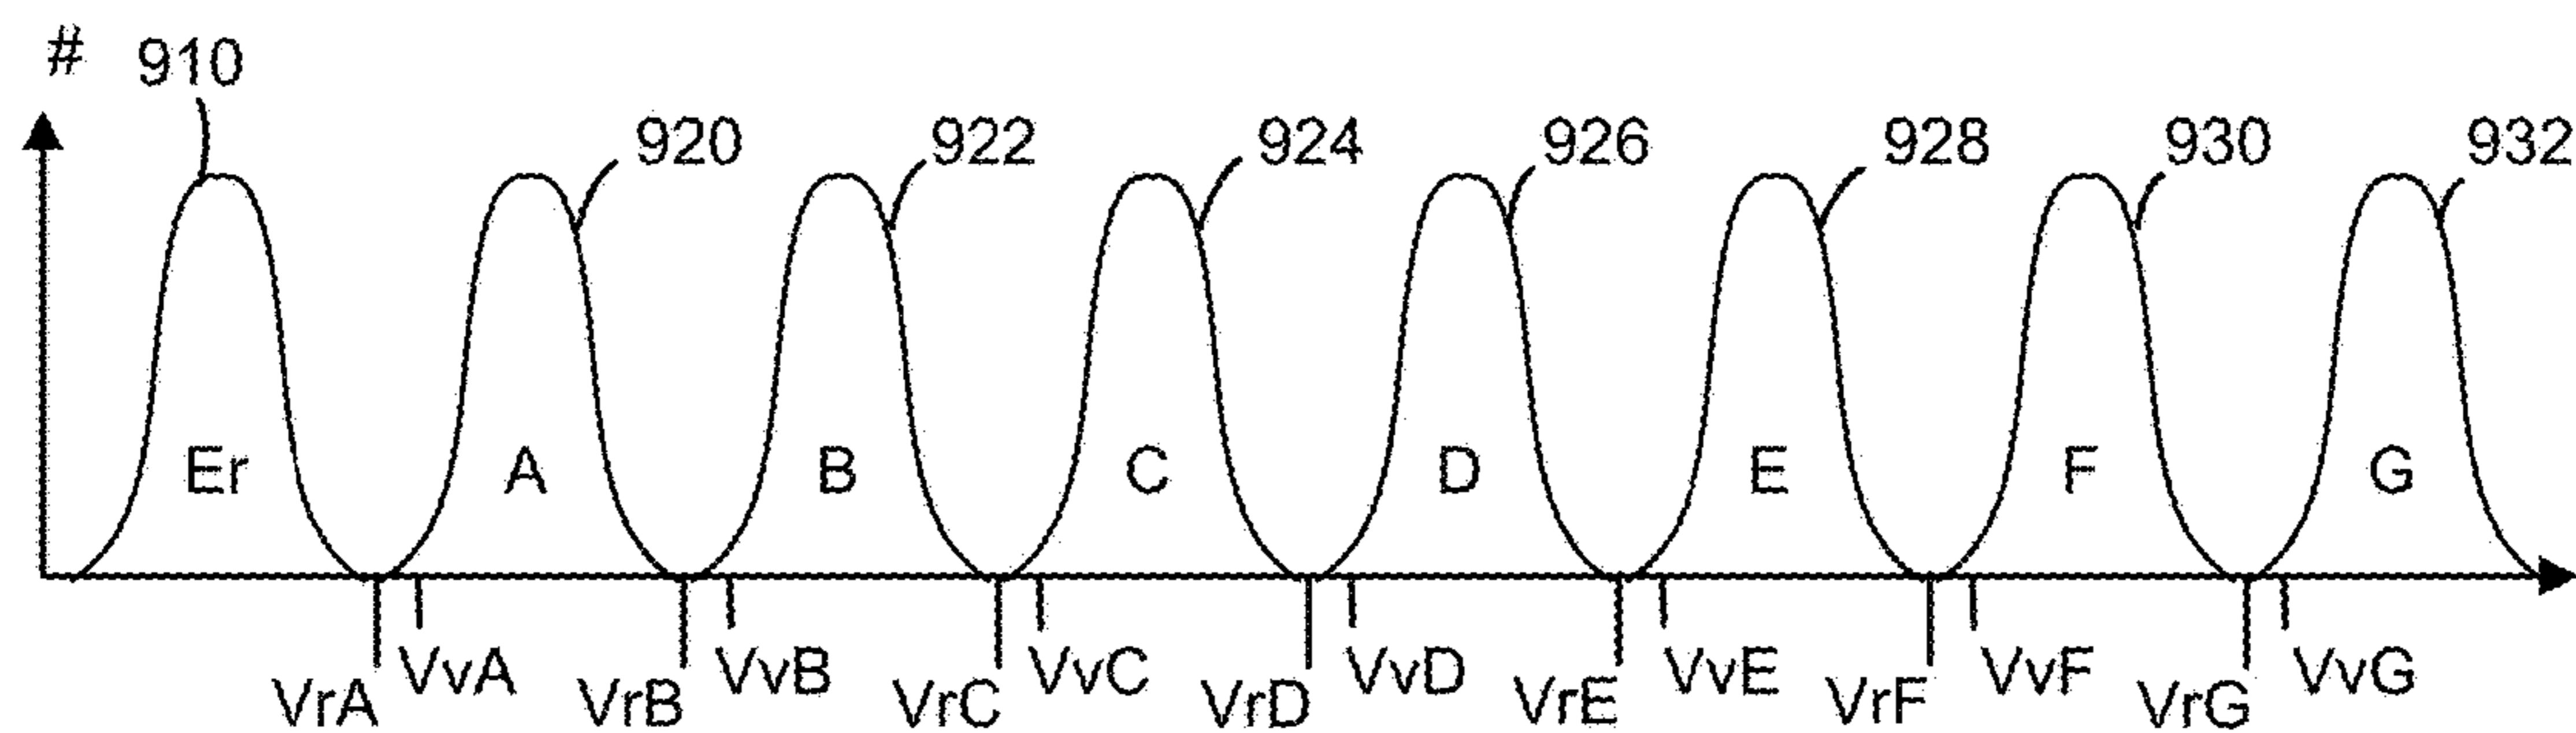 # 910
920 922 924 926 928 930 932
Er A B C D E F G
VvA VvB VvC VvD VvE VvF VvG
VrA VrB VrC VrD VrE VrF VrG